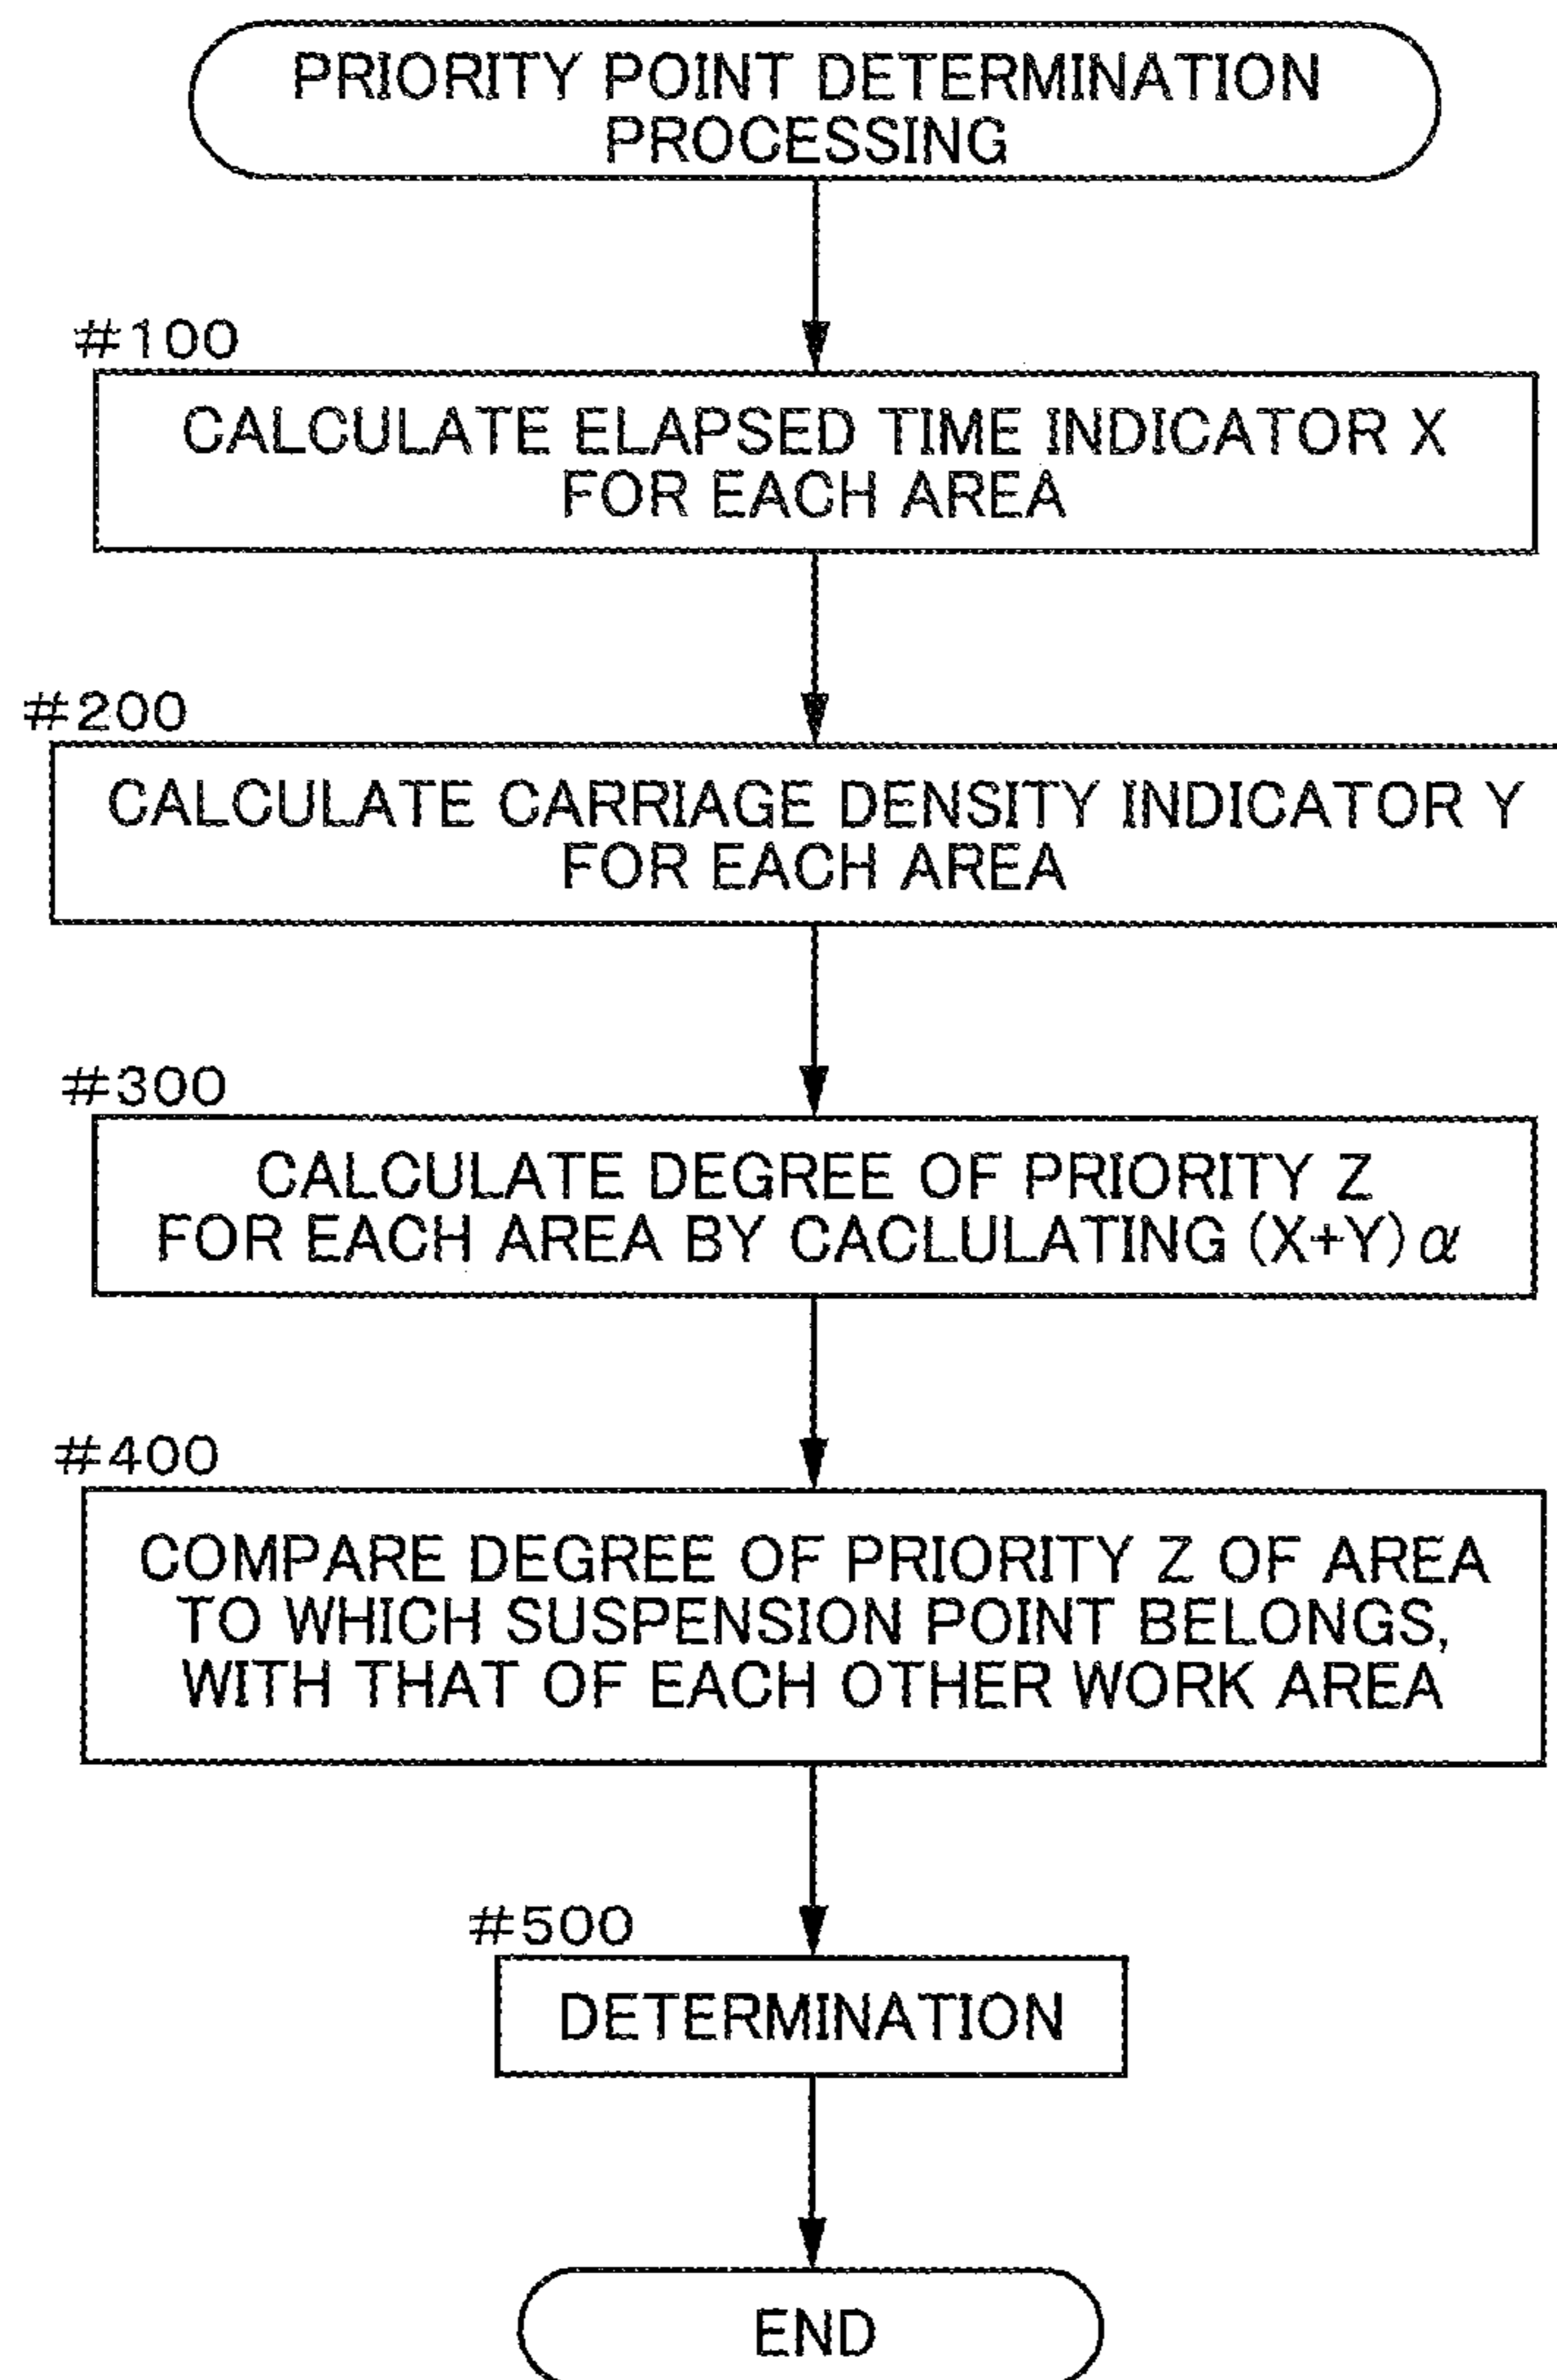 PRIORITY POINT DETERMINATION
PROCESSING
#100
CALCULATE ELAPSED TIME INDICATOR X
FOR EACH AREA
#200
CALCULATE CARRIAGE DENSITY INDICATOR Y
FOR EACH AREA
#300
CALCULATE DEGREE OF PRIORITY Z
FOR EACH AREA BY CACLULATING (X+Y)α
#400
COMPARE DEGREE OF PRIORITY Z OF AREA
TO WHICH SUSPENSION POINT BELONGS,
WITH THAT OF EACH OTHER WORK AREA
#500
DETERMINATION
END